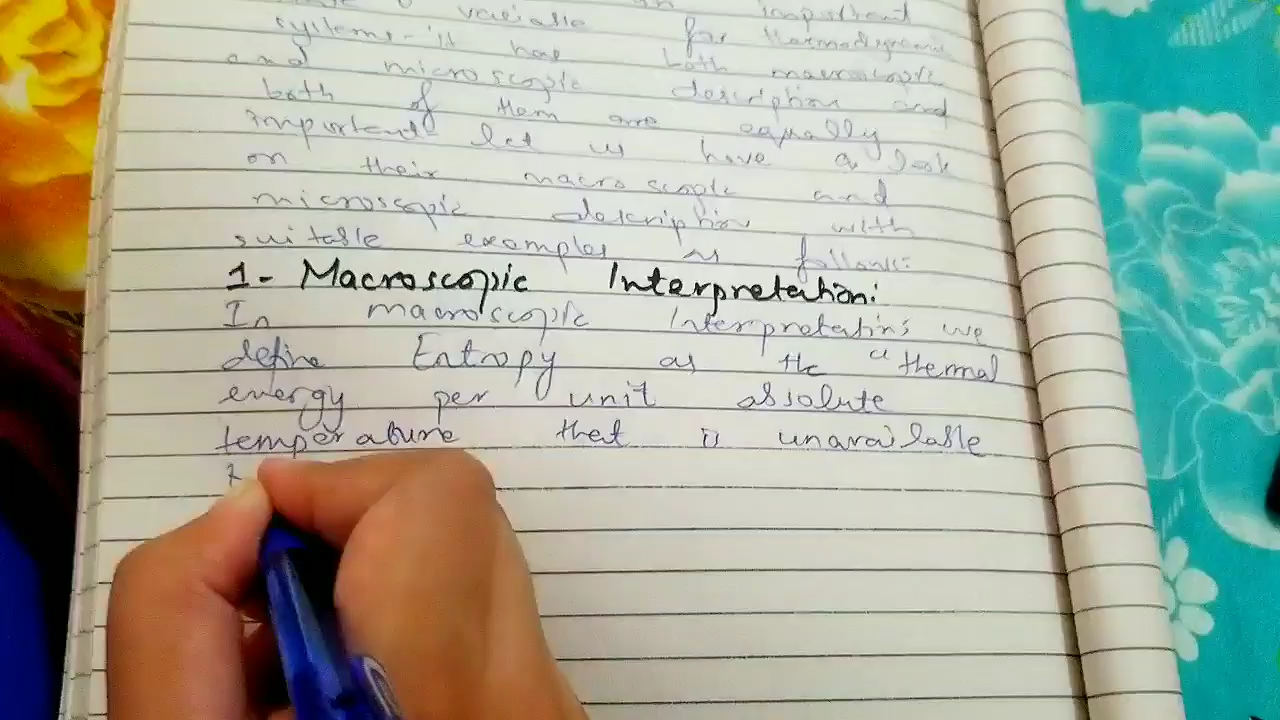 variable important
systems-it has both macroscopic
and microscopic description and
both of them are equally
important let us have a look
on their macroscopic and
microscopic description with
suitable examples as follows:
1- Macroscopic Interpretation:
In macroscopic Interpretation; we
define Entropy as the "thermal
energy per unit absolute
temperature that is unavailable